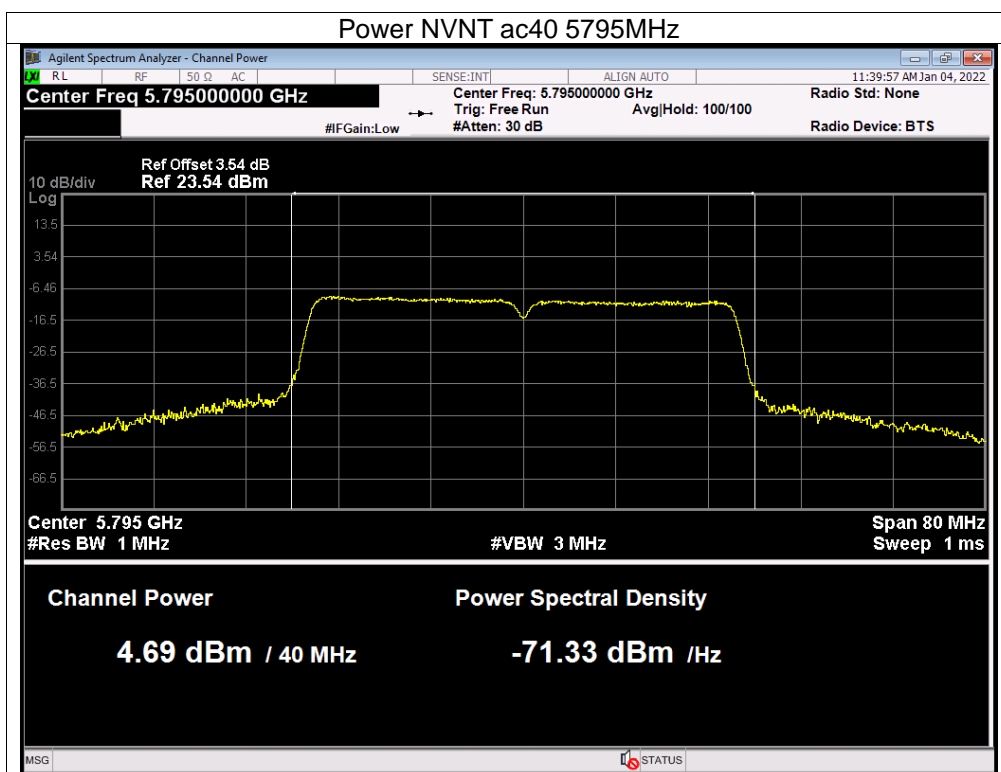 Power NVNT ac40 5795MHz
Agilent Spectrum Analyzer - Channel Power
LXI RL RF 50 Ω AC SENSE:INT ALIGN AUTO 11:39:57 AM Jan 04, 2022
Center Freq 5.795000000 GHz Center Freq: 5.795000000 GHz Radio Std: None
Trig: Free Run Avg|Hold: 100/100
#IFGain:Low #Atten: 30 dB Radio Device: BTS
Ref Offset 3.54 dB
10 dB/div Ref 23.54 dBm
Log
13.5
3.54
-6.46
-16.5
-26.5
-36.5
-46.5
-56.5
-66.5
Center 5.795 GHz Span 80 MHz
#Res BW 1 MHz #VBW 3 MHz Sweep 1 ms
Channel Power Power Spectral Density
4.69 dBm / 40 MHz -71.33 dBm /Hz
MSG STATUS